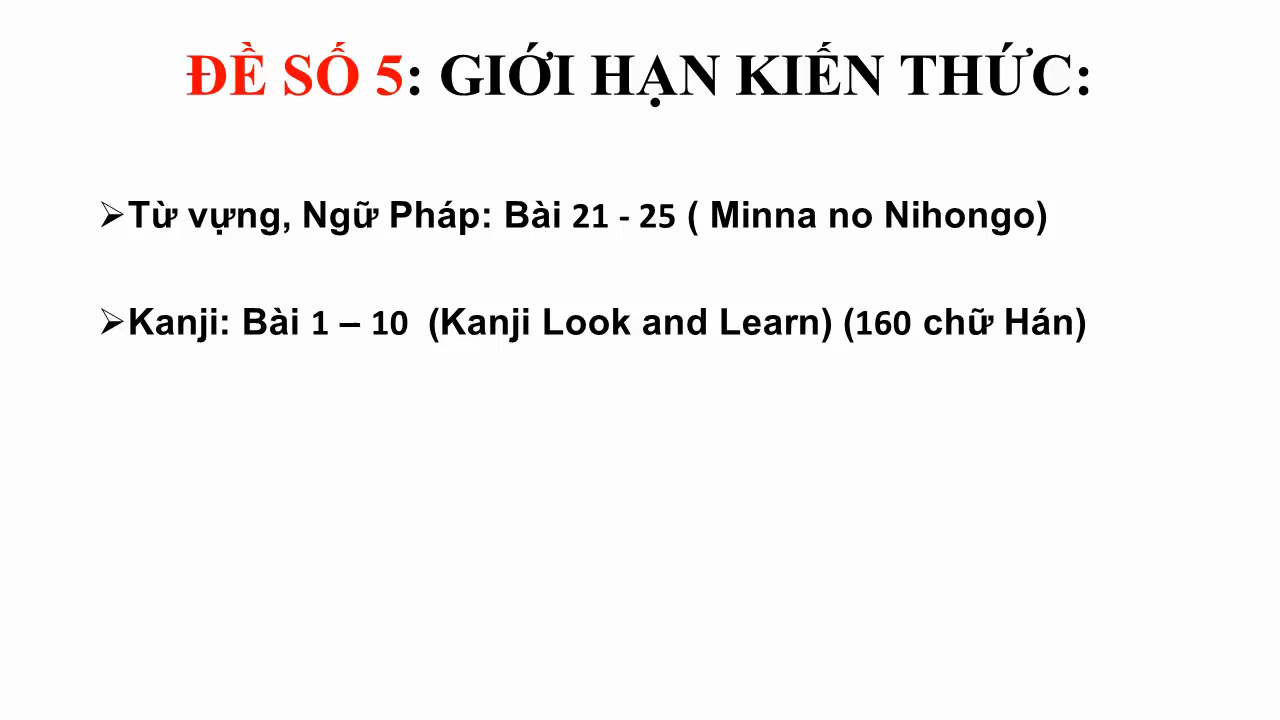 ĐỀ SỐ 5: GIỚI HẠN KIẾN THỨC:
➢Từ vựng, Ngữ Pháp: Bài 21 - 25 ( Minna no Nihongo)
➢Kanji: Bài 1 – 10 (Kanji Look and Learn) (160 chữ Hán)